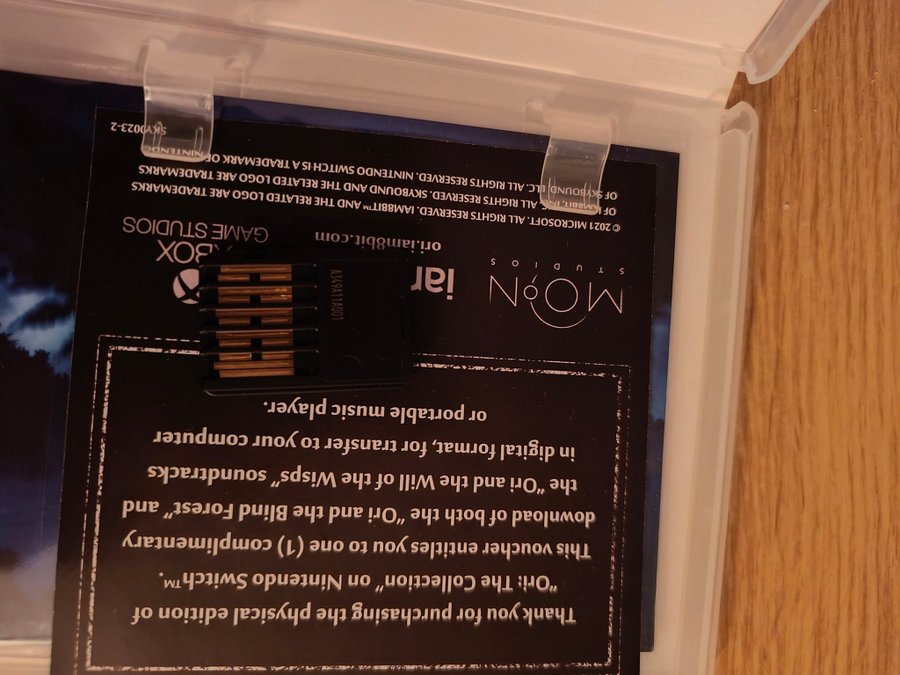 Thank you for purchasing the physical edition of
"Ori: The Collection" on Nintendo Switch™.
This voucher entitles you to one (1) complimentary
download of both the "Ori and the Blind Forest" and
the "Ori and the Will of the Wisps" soundtracks
in digital format, for transfer to your computer
or portable music player.
MOON
STUDIOS
iam
ori.iam8bit.com
XBOX
GAME STUDIOS
A349A11A001
© 2021 MICROSOFT. ALL RIGHTS RESERVED. IAM8BIT™ AND THE RELATED LOGO ARE TRADEMARKS
OF IAM8BIT, INC. ALL RIGHTS RESERVED. SKYBOUND AND THE RELATED LOGO ARE TRADEMARKS
OF SKYBOUND, LLC. ALL RIGHTS RESERVED. NINTENDO SWITCH IS A TRADEMARK OF
NINTENDO.
SKY0023-2